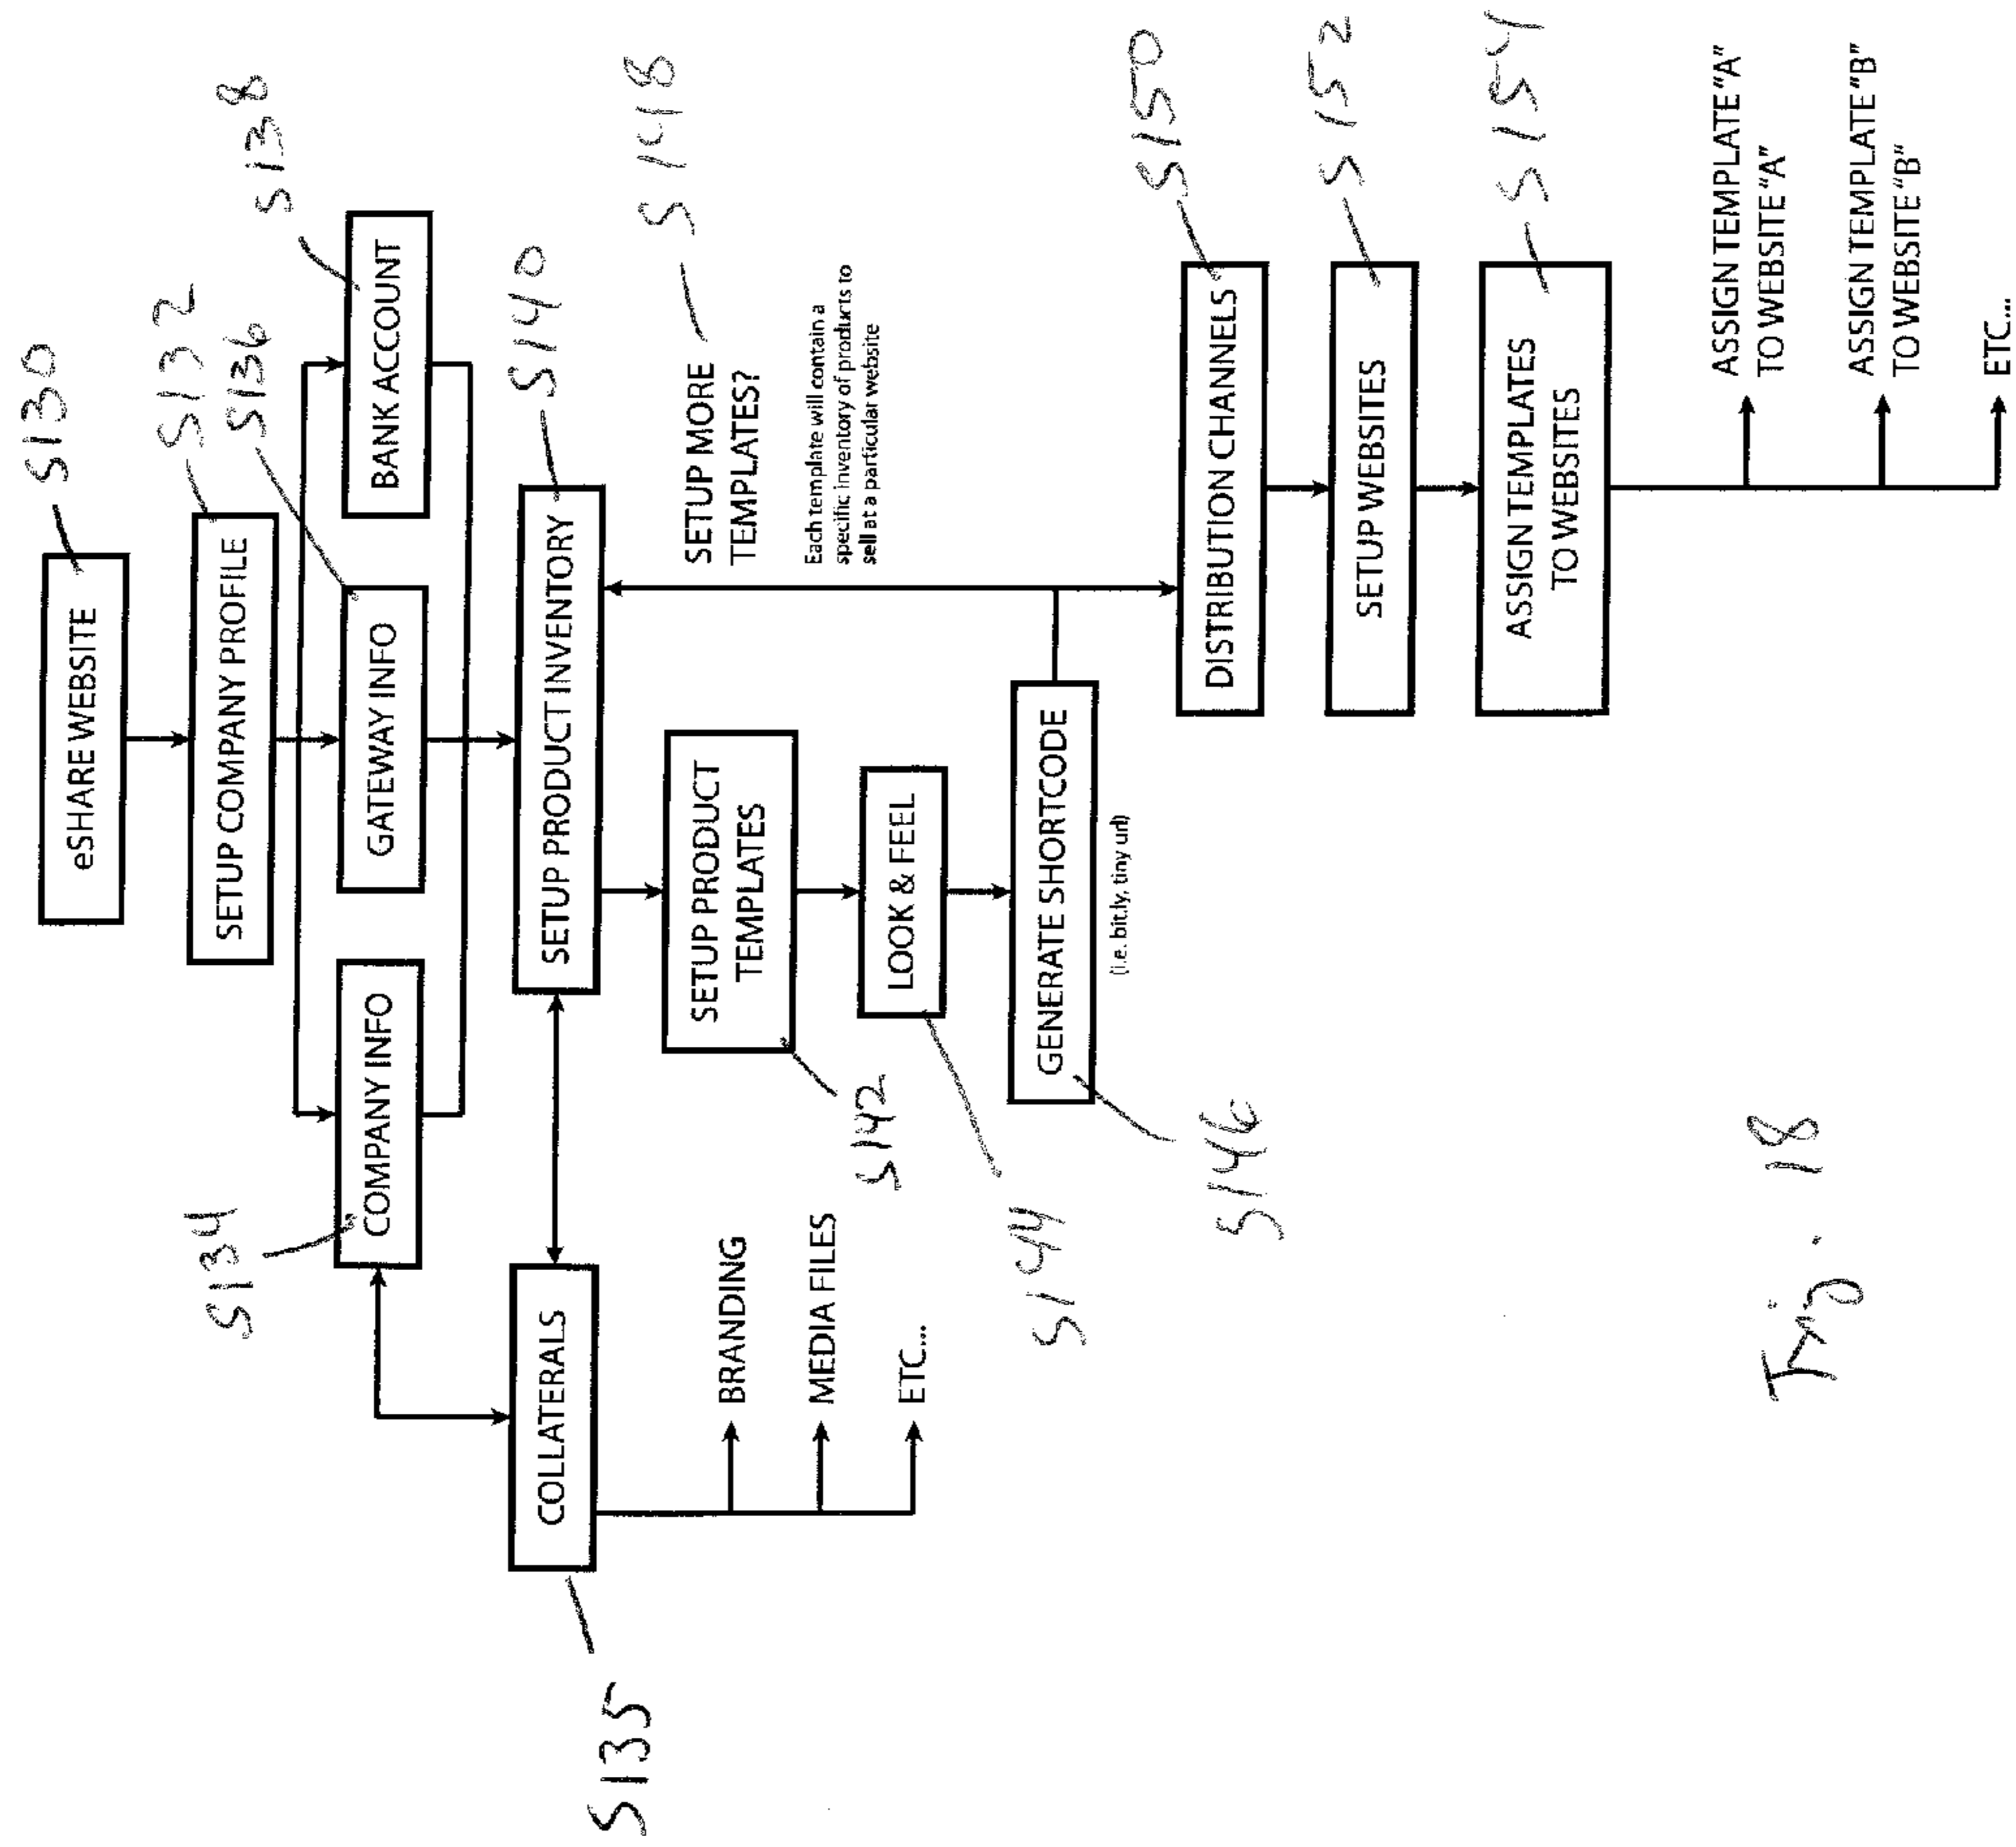 eSHARE WEBSITE
S130
SETUP COMPANY PROFILE
S132
S134
COMPANY INFO
GATEWAY INFO
S136
BANK ACCOUNT
S138
S135
COLLATERALS
SETUP PRODUCT INVENTORY
S140
BRANDING
MEDIA FILES
ETC...
SETUP PRODUCT
TEMPLATES
S142
SETUP MORE
TEMPLATES?
S148
Each template will contain a
specific inventory of products to
sell at a particular website
LOOK & FEEL
S144
GENERATE SHORTCODE
(i.e. bit.ly, tiny url)
S146
DISTRIBUTION CHANNELS
S150
SETUP WEBSITES
S152
ASSIGN TEMPLATES
TO WEBSITES
S154
ASSIGN TEMPLATE "A"
TO WEBSITE "A"
ASSIGN TEMPLATE "B"
TO WEBSITE "B"
ETC...
Fig. 18